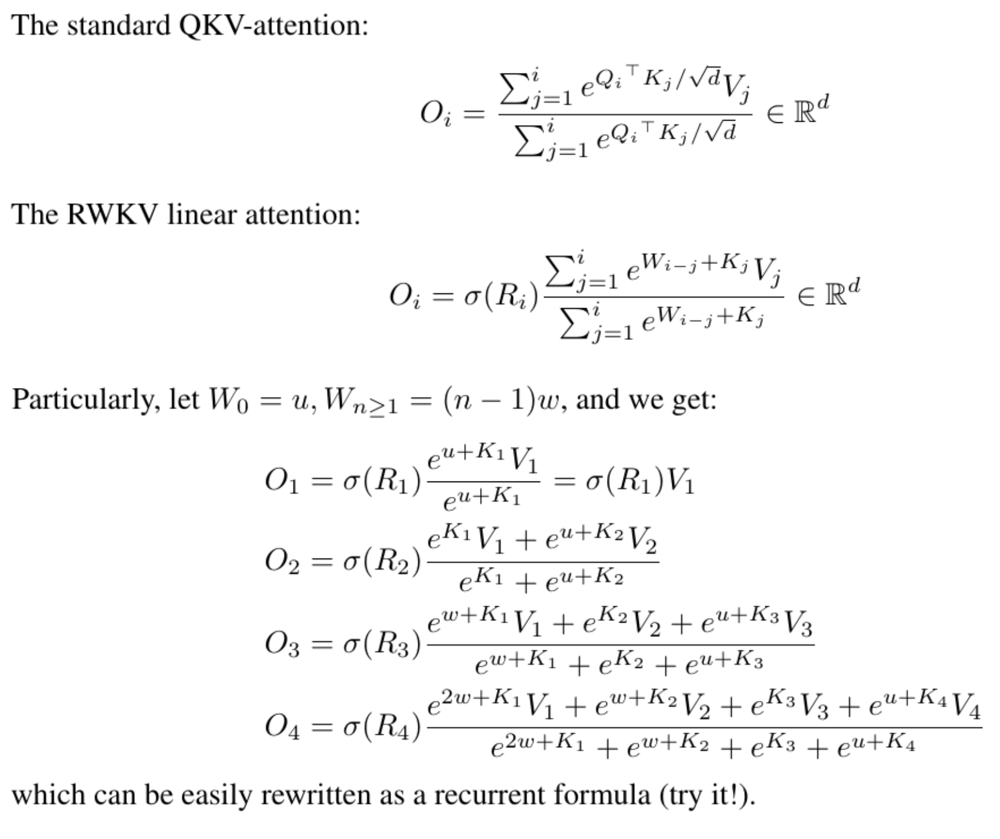 The standard QKV-attention:
$O_i = \frac{\sum_{j=1}^{i} e^{Q_i{}^\top K_j/\sqrt{d}} V_j}{\sum_{j=1}^{i} e^{Q_i{}^\top K_j/\sqrt{d}}} \in \mathbb{R}^d$
The RWKV linear attention:
$O_i = \sigma(R_i) \frac{\sum_{j=1}^{i} e^{W_{i-j}+K_j} V_j}{\sum_{j=1}^{i} e^{W_{i-j}+K_j}} \in \mathbb{R}^d$
Particularly, let $W_0 = u, W_{n \geq 1} = (n-1)w$, and we get:
$O_1 = \sigma(R_1) \frac{e^{u+K_1} V_1}{e^{u+K_1}} = \sigma(R_1) V_1$
$O_2 = \sigma(R_2) \frac{e^{K_1} V_1 + e^{u+K_2} V_2}{e^{K_1} + e^{u+K_2}}$
$O_3 = \sigma(R_3) \frac{e^{w+K_1} V_1 + e^{K_2} V_2 + e^{u+K_3} V_3}{e^{w+K_1} + e^{K_2} + e^{u+K_3}}$
$O_4 = \sigma(R_4) \frac{e^{2w+K_1} V_1 + e^{w+K_2} V_2 + e^{K_3} V_3 + e^{u+K_4} V_4}{e^{2w+K_1} + e^{w+K_2} + e^{K_3} + e^{u+K_4}}$
which can be easily rewritten as a recurrent formula (try it!).